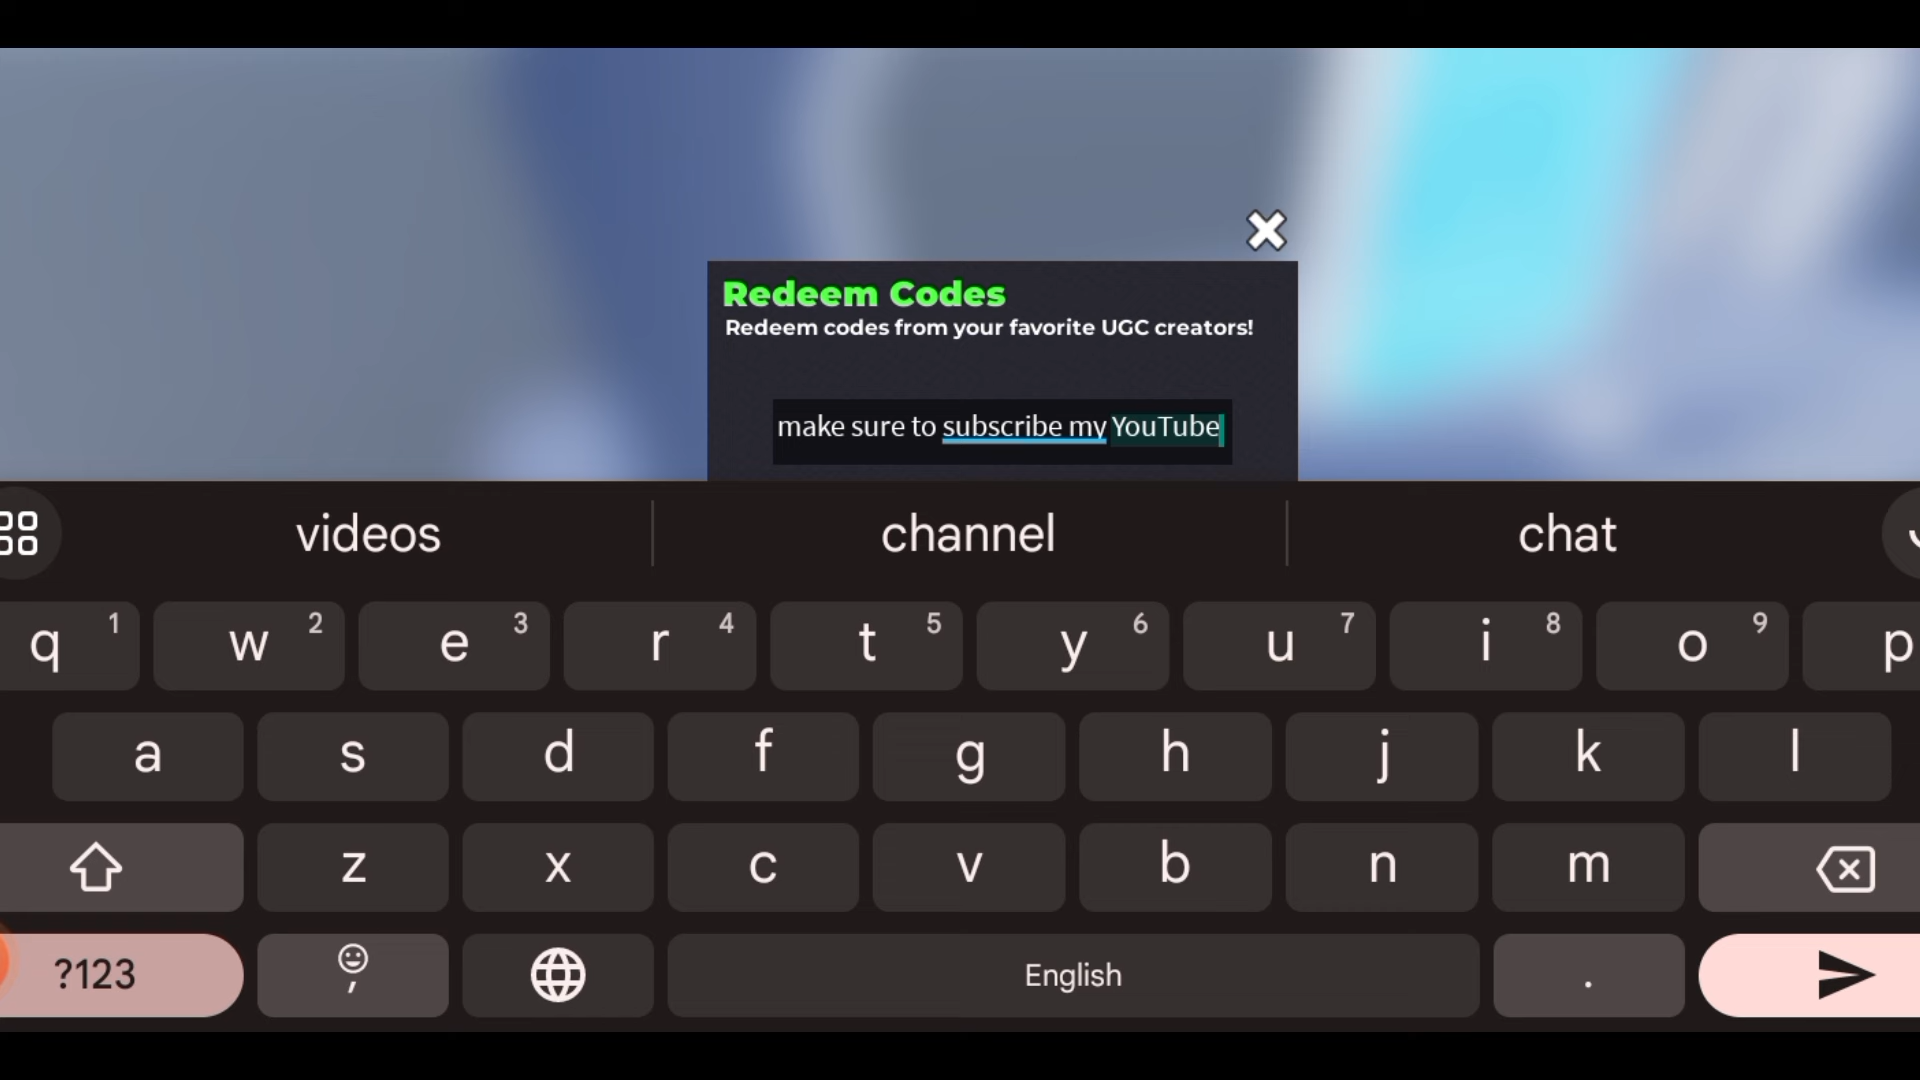 Redeem Codes
Redeem codes from your favorite UGC creators!
make sure to subscribe my YouTube
videos channel chat
q 1 w 2 e 3 r 4 t 5 y 6 u 7 i 8 o 9 p
a s d f g h j k l
z x c v b n m
?123 , English .